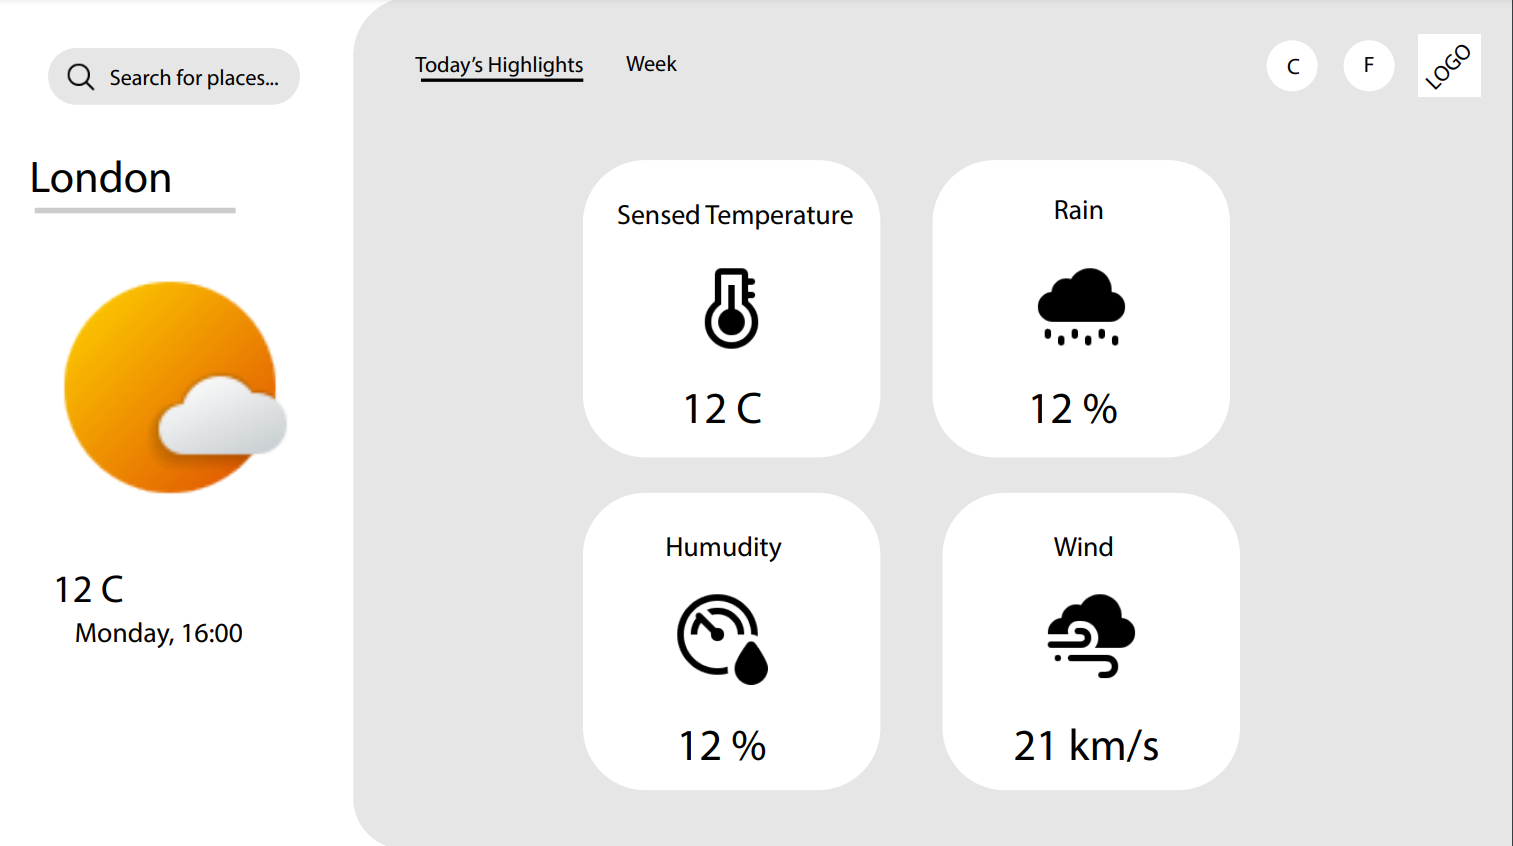 Search for places...
London
12 C
Monday, 16:00
Today’s Highlights
Week
C
F
LOGO
Sensed Temperature
12 C
Rain
12 %
Humudity
12 %
Wind
21 km/s